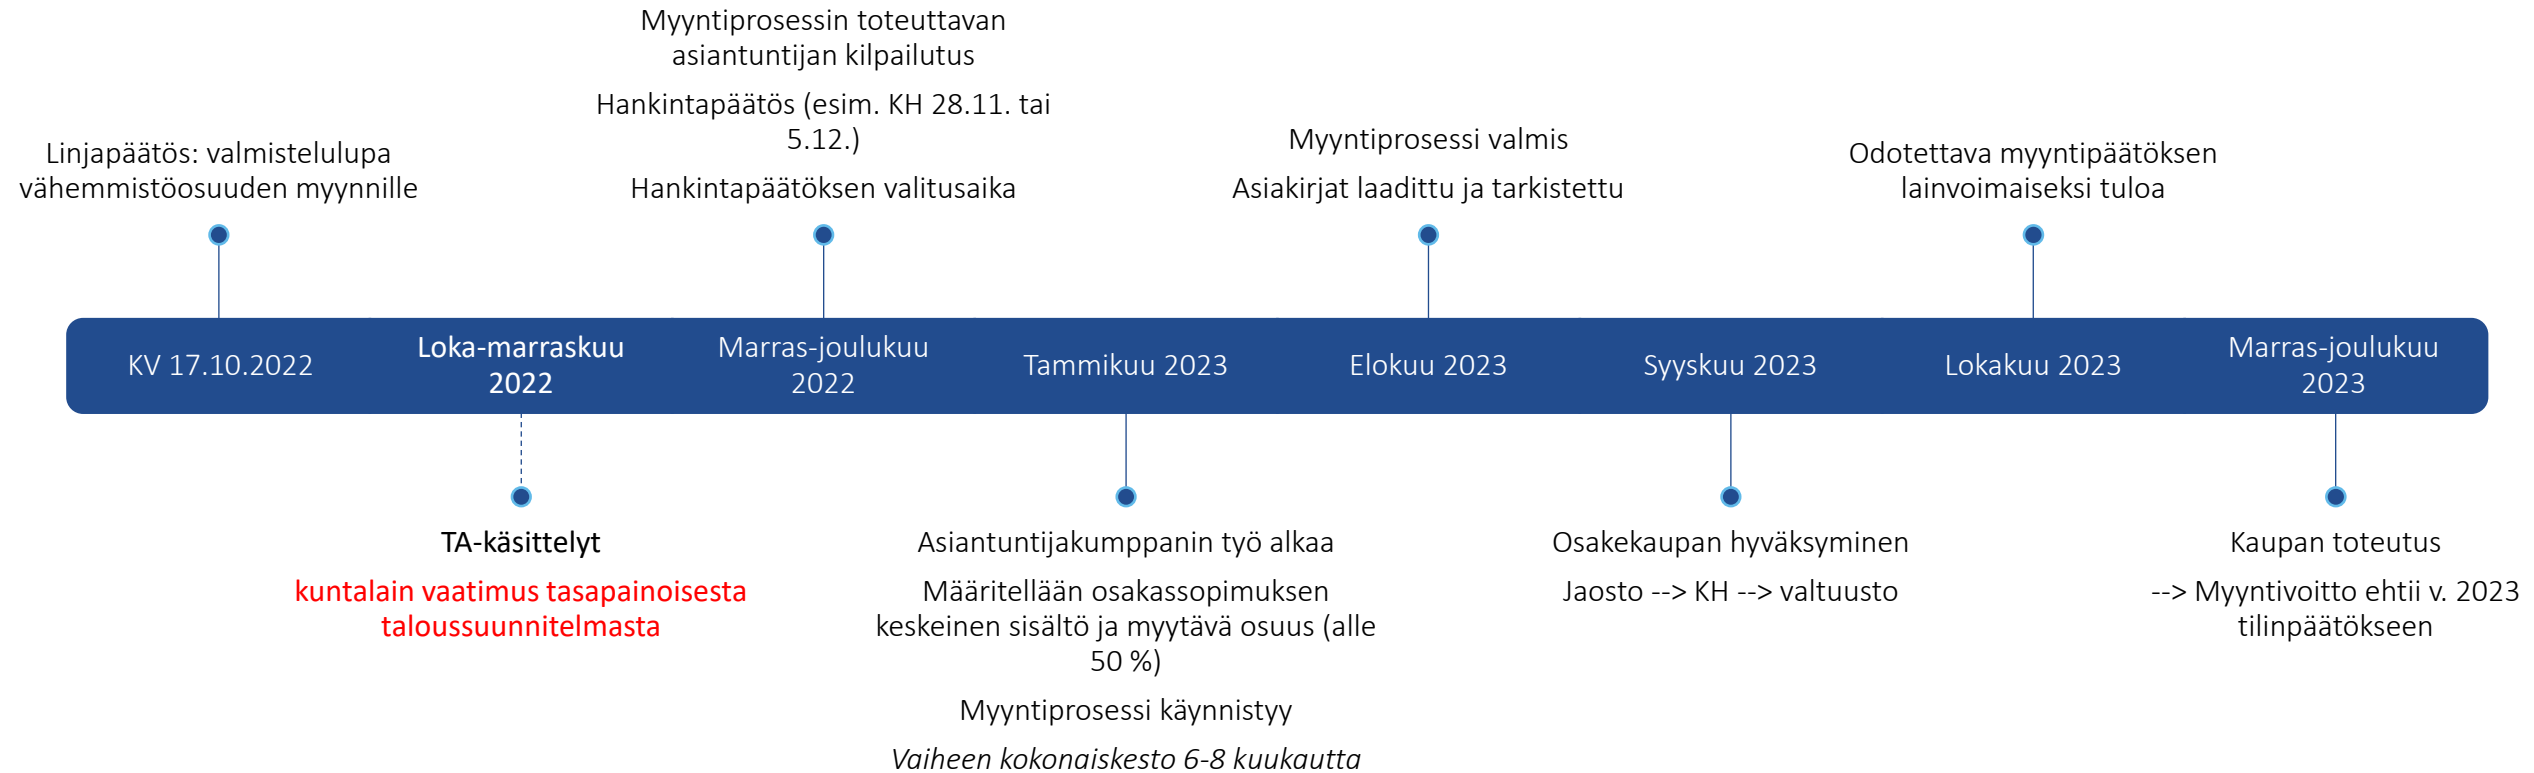 Myyntiprosessin toteuttavan
asiantuntijan kilpailutus
Hankintapäätös (esim. KH 28.11. tai
5.12.)
Hankintapäätöksen valitusaika
Linjapäätös: valmistelulupa
vähemmistöosuuden myynnille
Myyntiprosessi valmis
Asiakirjat laadittu ja tarkistettu
Odotettava myyntipäätöksen
lainvoimaiseksi tuloa
KV 17.10.2022
Loka-marraskuu
2022
Marras-joulukuu
2022
Tammikuu 2023
Elokuu 2023
Syyskuu 2023
Lokakuu 2023
Marras-joulukuu
2023
TA-käsittelyt
kuntalain vaatimus tasapainoisesta
taloussuunnitelmasta
Asiantuntijakumppanin työ alkaa
Määritellään osakassopimuksen
keskeinen sisältö ja myytävä osuus (alle
50 %)
Myyntiprosessi käynnistyy
Vaiheen kokonaiskesto 6-8 kuukautta
Osakekaupan hyväksyminen
Jaosto --> KH --> valtuusto
Kaupan toteutus
--> Myyntivoitto ehtii v. 2023
tilinpäätökseen